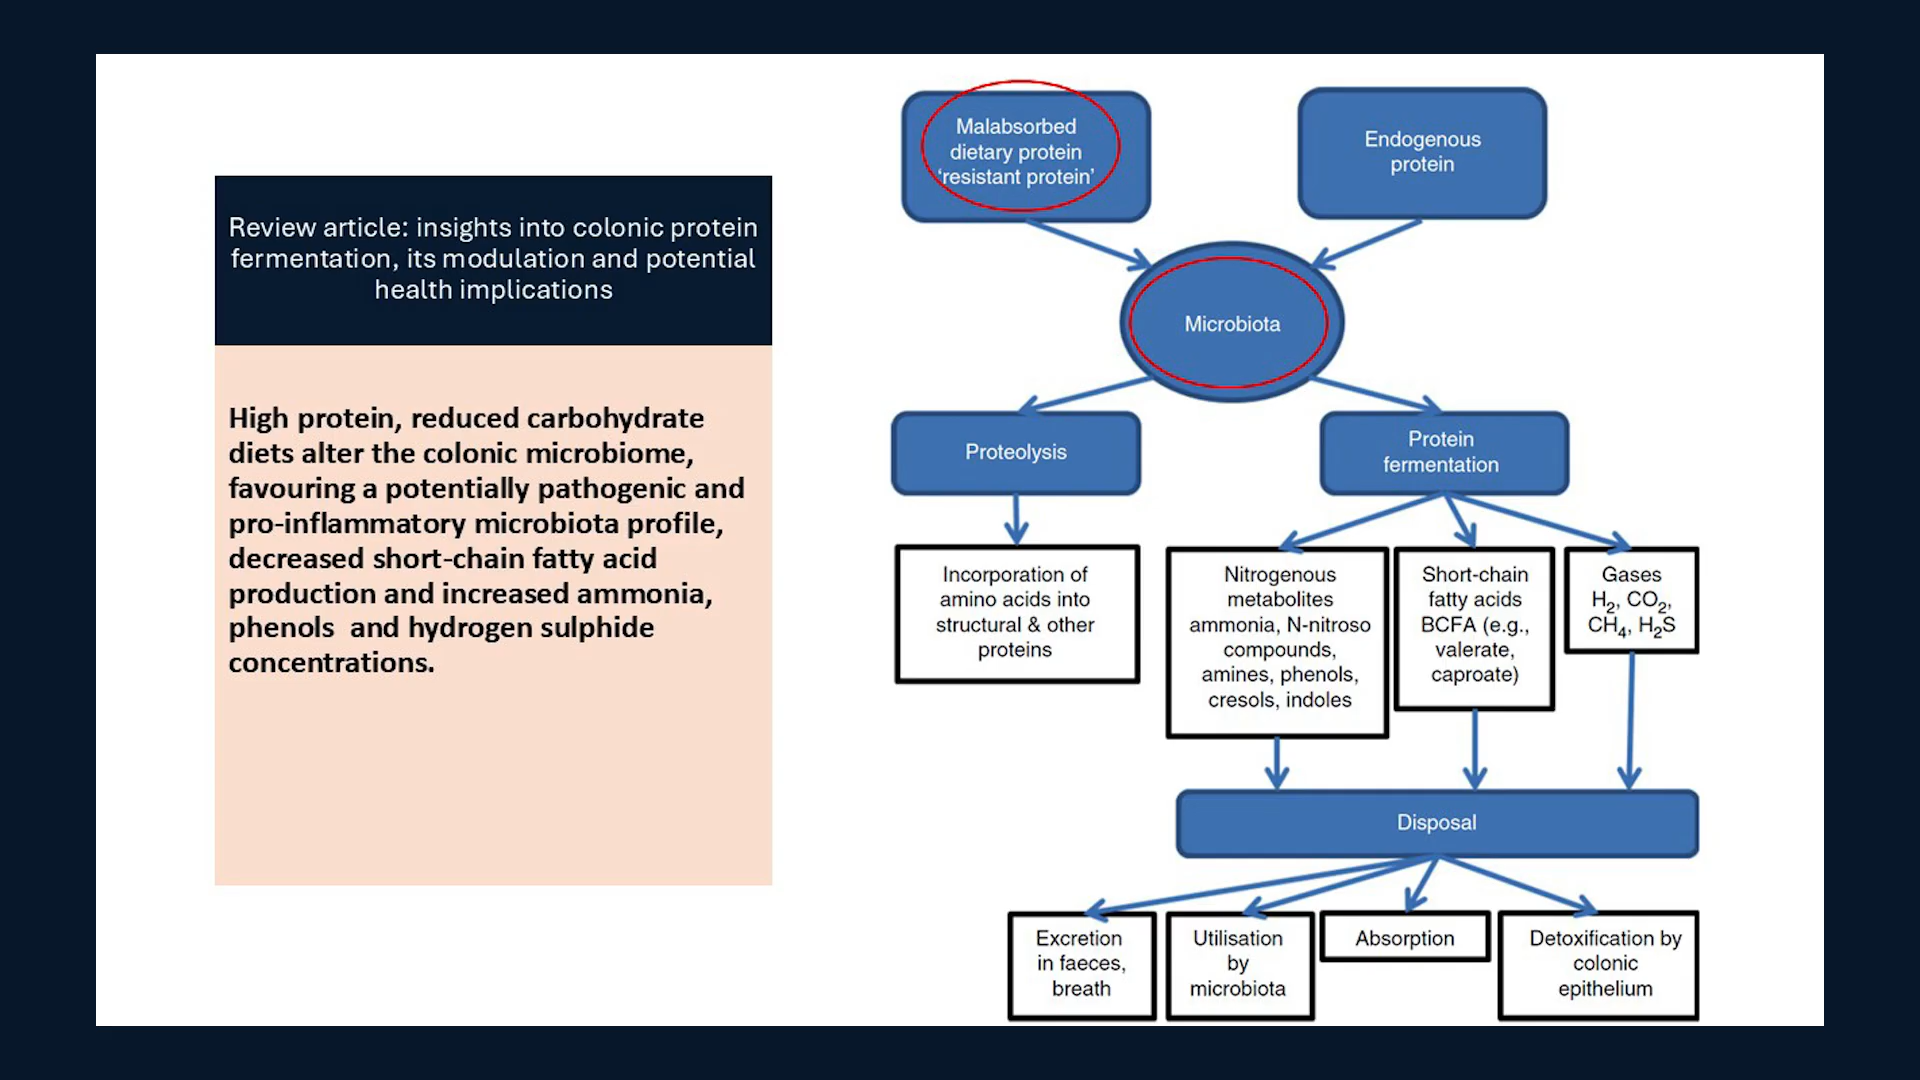 Review article: insights into colonic protein
fermentation, its modulation and potential
health implications
High protein, reduced carbohydrate
diets alter the colonic microbiome,
favouring a potentially pathogenic and
pro-inflammatory microbiota profile,
decreased short-chain fatty acid
production and increased ammonia,
phenols  and hydrogen sulphide
concentrations.
Malabsorbed
dietary protein
‘resistant protein’
Endogenous
protein
Microbiota
Proteolysis
Protein
fermentation
Incorporation of
amino acids into
structural & other
proteins
Nitrogenous
metabolites
ammonia, N-nitroso
compounds,
amines, phenols,
cresols, indoles
Short-chain
fatty acids
BCFA (e.g.,
valerate,
caproate)
Gases
H₂, CO₂,
CH₄, H₂S
Disposal
Excretion
in faeces,
breath
Utilisation
by
microbiota
Absorption
Detoxification by
colonic
epithelium